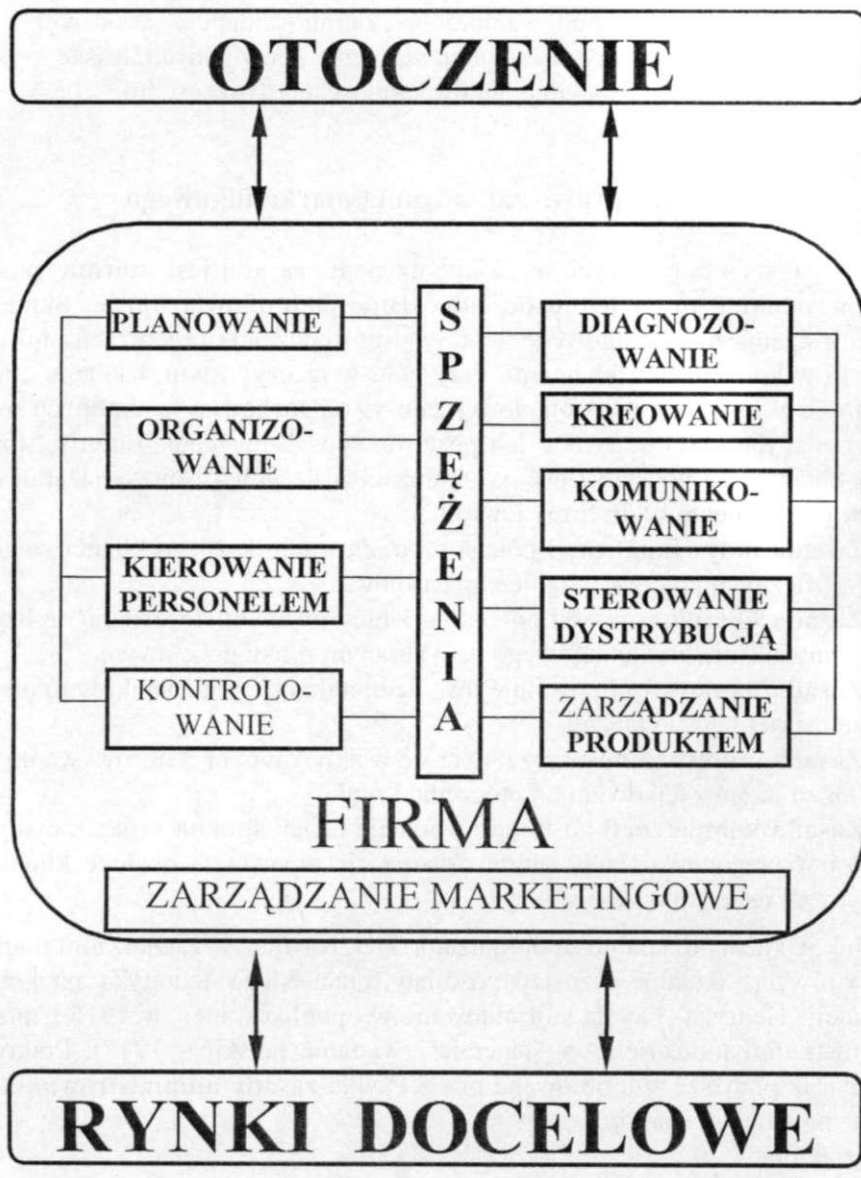 OTOCZENIE
PLANOWANIE
ORGANIZO-
WANIE
KIEROWANIE
PERSONELEM
KONTROLO-
WANIE
S
P
Z
Ę
Ż
E
N
I
A
DIAGNOZO-
WANIE
KREOWANIE
KOMUNIKO-
WANIE
STEROWANIE
DYSTRYBUCJĄ
ZARZĄDZANIE
PRODUKTEM
FIRMA
ZARZĄDZANIE MARKETINGOWE
RYNKI DOCELOWE